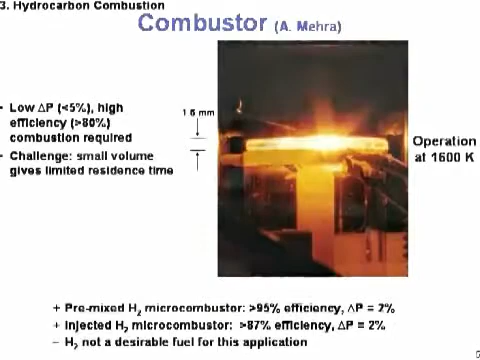 3. Hydrocarbon Combustion
Combustor (A. Mehra)
- Low ΔP (<5%), high
efficiency (>80%)
combustion required
- Challenge: small volume
gives limited residence time
1.6 mm
Operation
at 1600 K
+ Pre-mixed H₂ microcombustor: >95% efficiency, ΔP = 2%
+ Injected H₂ microcombustor: >87% efficiency, ΔP = 2%
– H₂ not a desirable fuel for this application